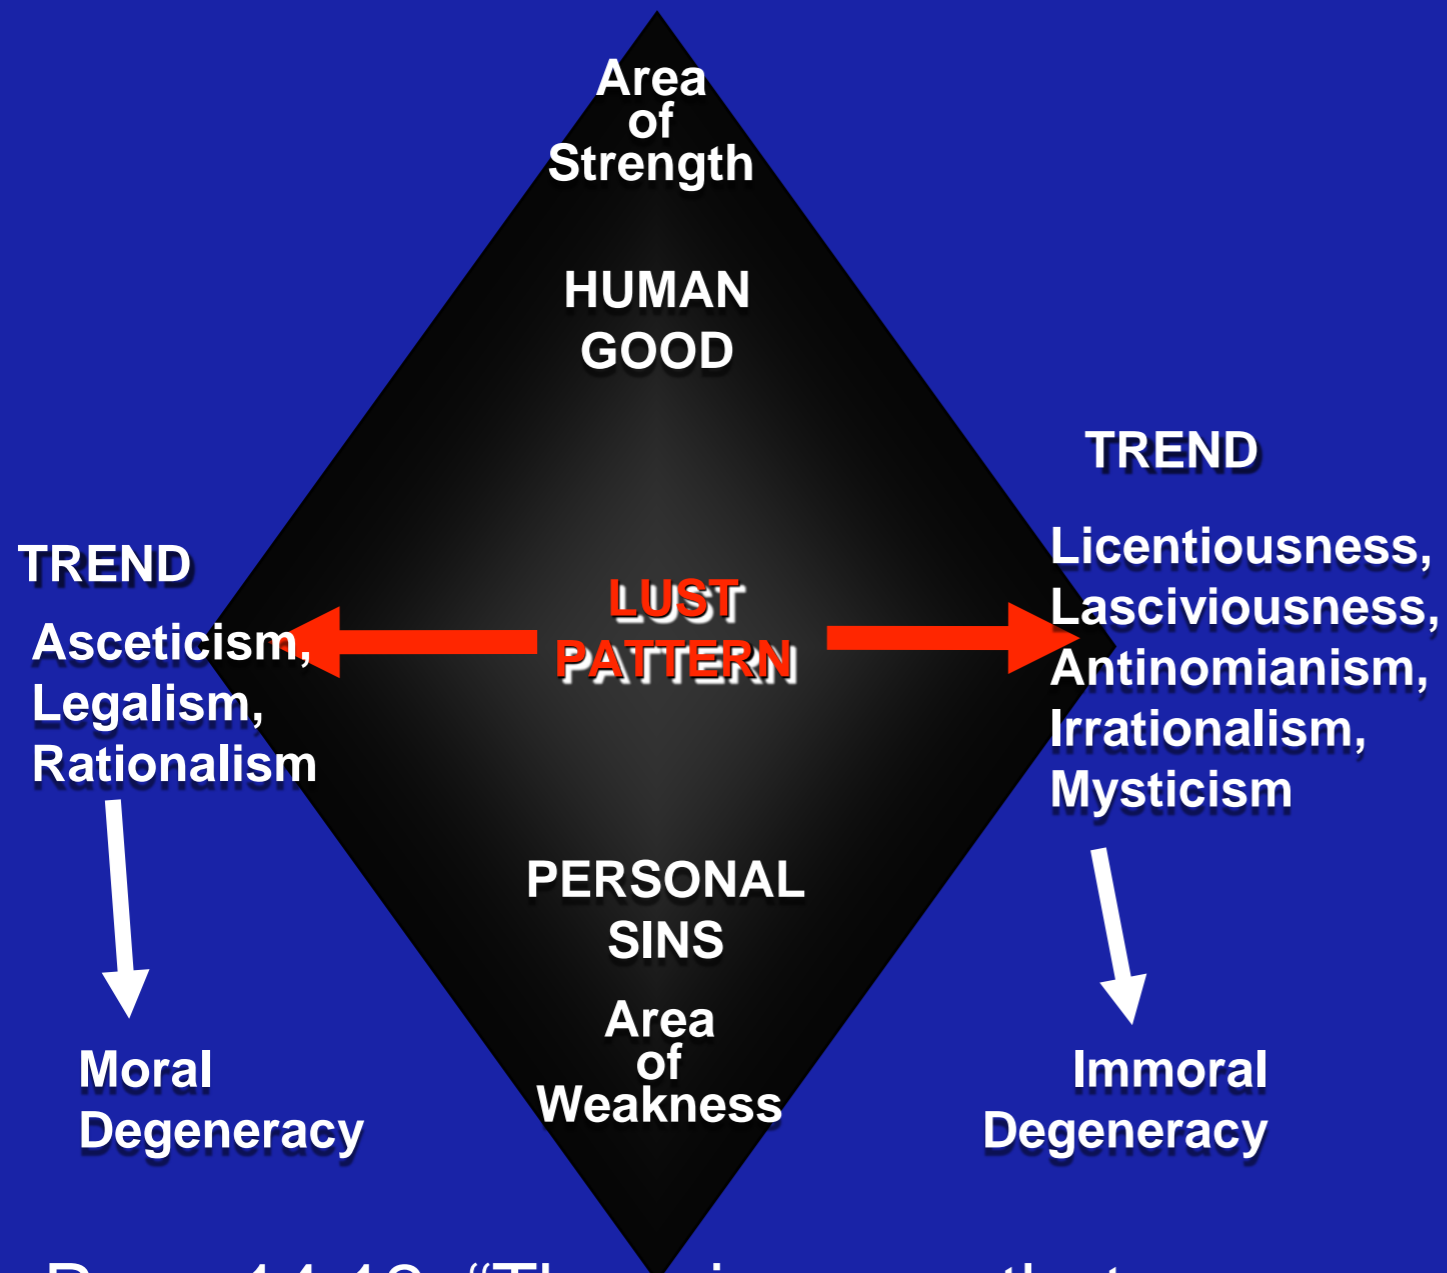 Area
of
Strength
HUMAN
GOOD
TREND
Licentiousness,
Lasciviousness,
Antinomianism,
Irrationalism,
Mysticism
TREND
Asceticism,
Legalism,
Rationalism
LUST
PATTERN
PERSONAL
SINS
Area
of
Weakness
Moral
Degeneracy
Immoral
Degeneracy